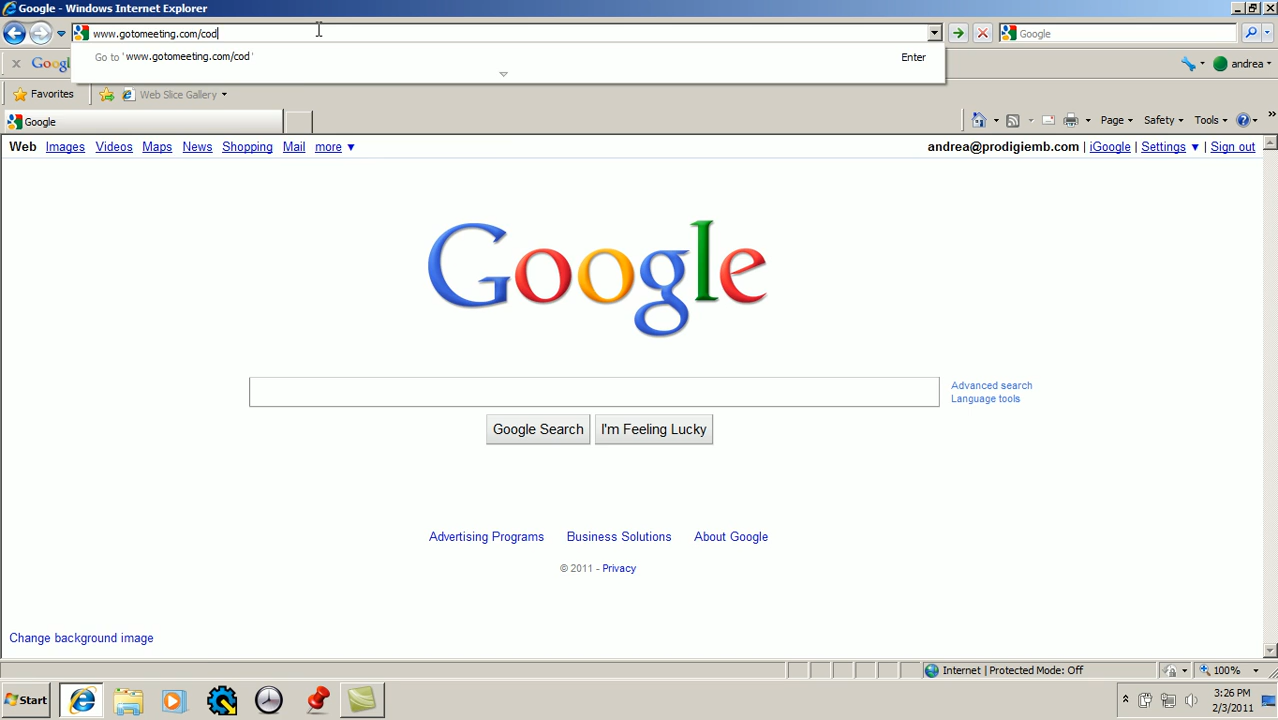 Google - Windows Internet Explorer
www.gotomeeting.com/cod
Google
Go to 'www.gotomeeting.com/cod'
Enter
Goog
andrea
Favorites
Web Slice Gallery
Google
Page
Safety
Tools
Web Images Videos Maps News Shopping Mail more ▼
andrea@prodigiemb.com | iGoogle | Settings ▼ | Sign out
Google
Advanced search
Language tools
Google Search
I'm Feeling Lucky
Advertising Programs
Business Solutions
About Google
© 2011 - Privacy
Change background image
Internet | Protected Mode: Off
100%
Start
3:26 PM
2/3/2011